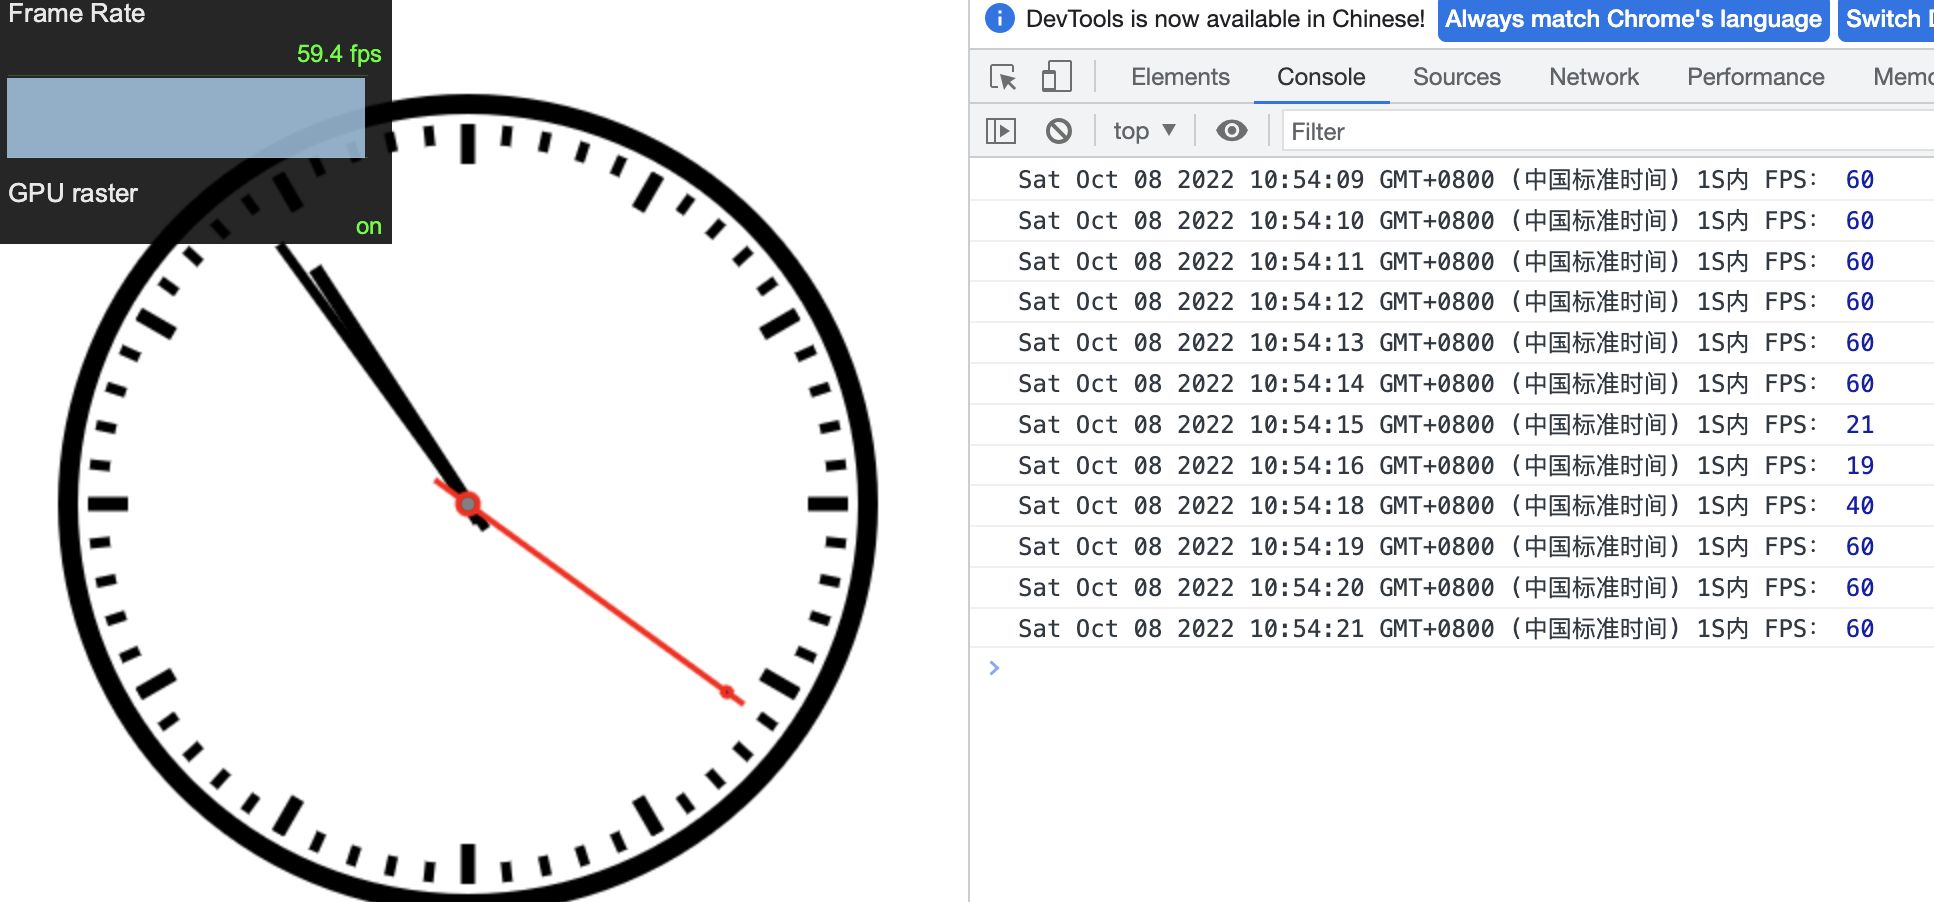 Frame Rate
59.4 fps
GPU raster
on
DevTools is now available in Chinese! Always match Chrome's language Switch
Elements Console Sources Network Performance
top ▼ Filter
Sat Oct 08 2022 10:54:09 GMT+0800 (中国标准时间) 1S内 FPS: 60
Sat Oct 08 2022 10:54:10 GMT+0800 (中国标准时间) 1S内 FPS: 60
Sat Oct 08 2022 10:54:11 GMT+0800 (中国标准时间) 1S内 FPS: 60
Sat Oct 08 2022 10:54:12 GMT+0800 (中国标准时间) 1S内 FPS: 60
Sat Oct 08 2022 10:54:13 GMT+0800 (中国标准时间) 1S内 FPS: 60
Sat Oct 08 2022 10:54:14 GMT+0800 (中国标准时间) 1S内 FPS: 60
Sat Oct 08 2022 10:54:15 GMT+0800 (中国标准时间) 1S内 FPS: 21
Sat Oct 08 2022 10:54:16 GMT+0800 (中国标准时间) 1S内 FPS: 19
Sat Oct 08 2022 10:54:18 GMT+0800 (中国标准时间) 1S内 FPS: 40
Sat Oct 08 2022 10:54:19 GMT+0800 (中国标准时间) 1S内 FPS: 60
Sat Oct 08 2022 10:54:20 GMT+0800 (中国标准时间) 1S内 FPS: 60
Sat Oct 08 2022 10:54:21 GMT+0800 (中国标准时间) 1S内 FPS: 60